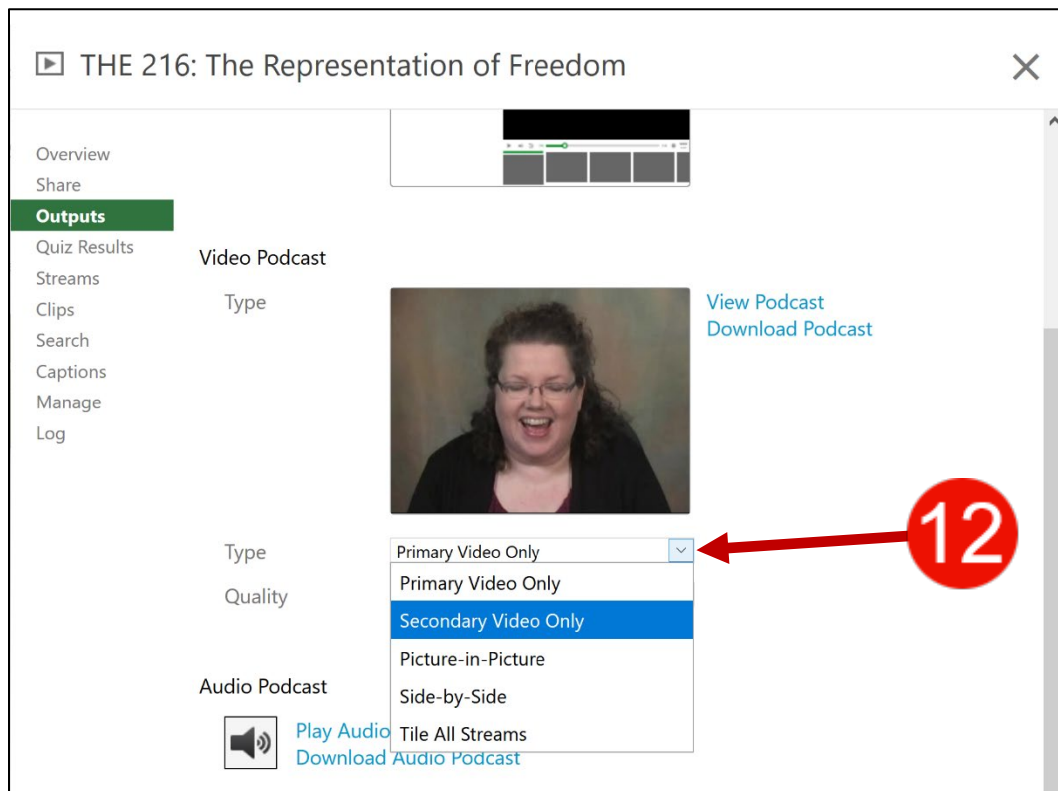 THE 216: The Representation of Freedom
Overview
Share
Outputs
Quiz Results
Streams
Clips
Search
Captions
Manage
Log
Video Podcast
Type
View Podcast
Download Podcast
12
Type
Primary Video Only
Primary Video Only
Quality
Secondary Video Only
Picture-in-Picture
Side-by-Side
Tile All Streams
Audio Podcast
Play Audio
Download Audio Podcast